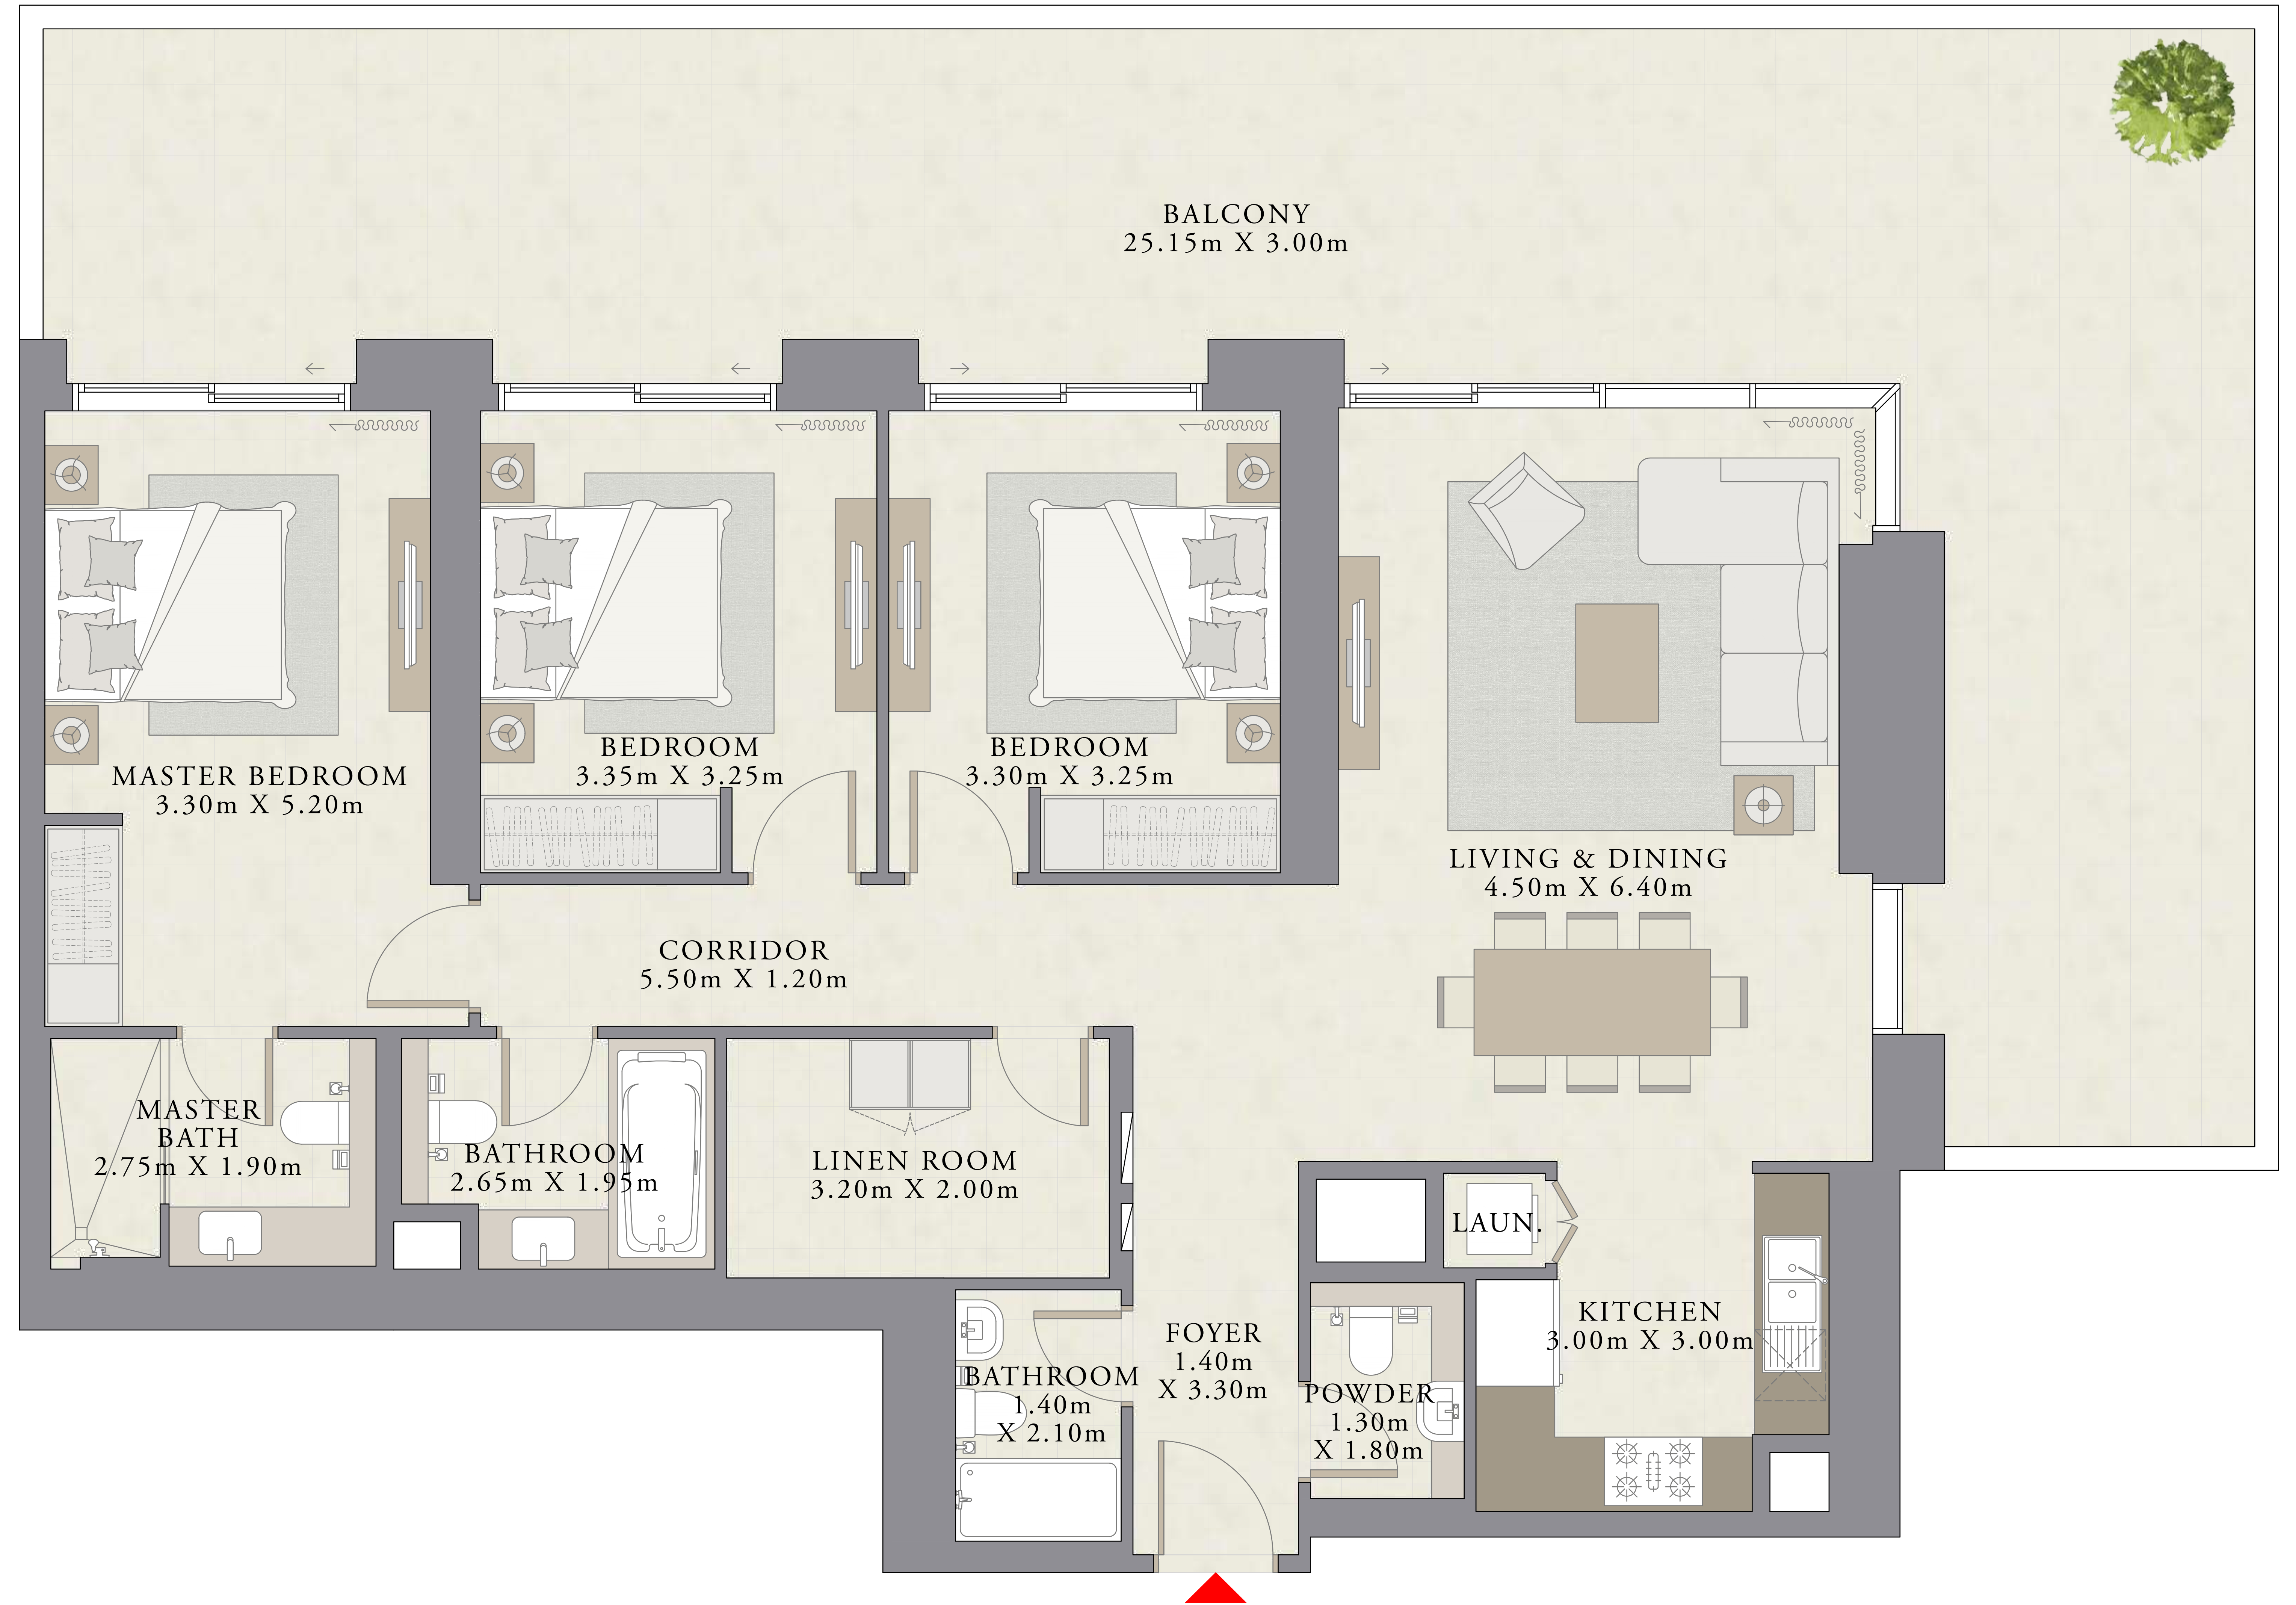 BALCONY
25.15m X 3.00m
BEDROOM
3.35m X 3.25m
BEDROOM
3.30m X 3.25m
MASTER BEDROOM
3.30m X 5.20m
LIVING & DINING
4.50m X 6.40m
CORRIDOR
5.50m X 1.20m
MASTER
BATH
2.75m X 1.90m
BATHROOM
2.65m X 1.95m
LINEN ROOM
3.20m X 2.00m
LAUN.
KITCHEN
3.00m X 3.00m
FOYER
1.40m
X 3.30m
BATHROOM
1.40m
X 2.10m
POWDER
1.30m
X 1.80m